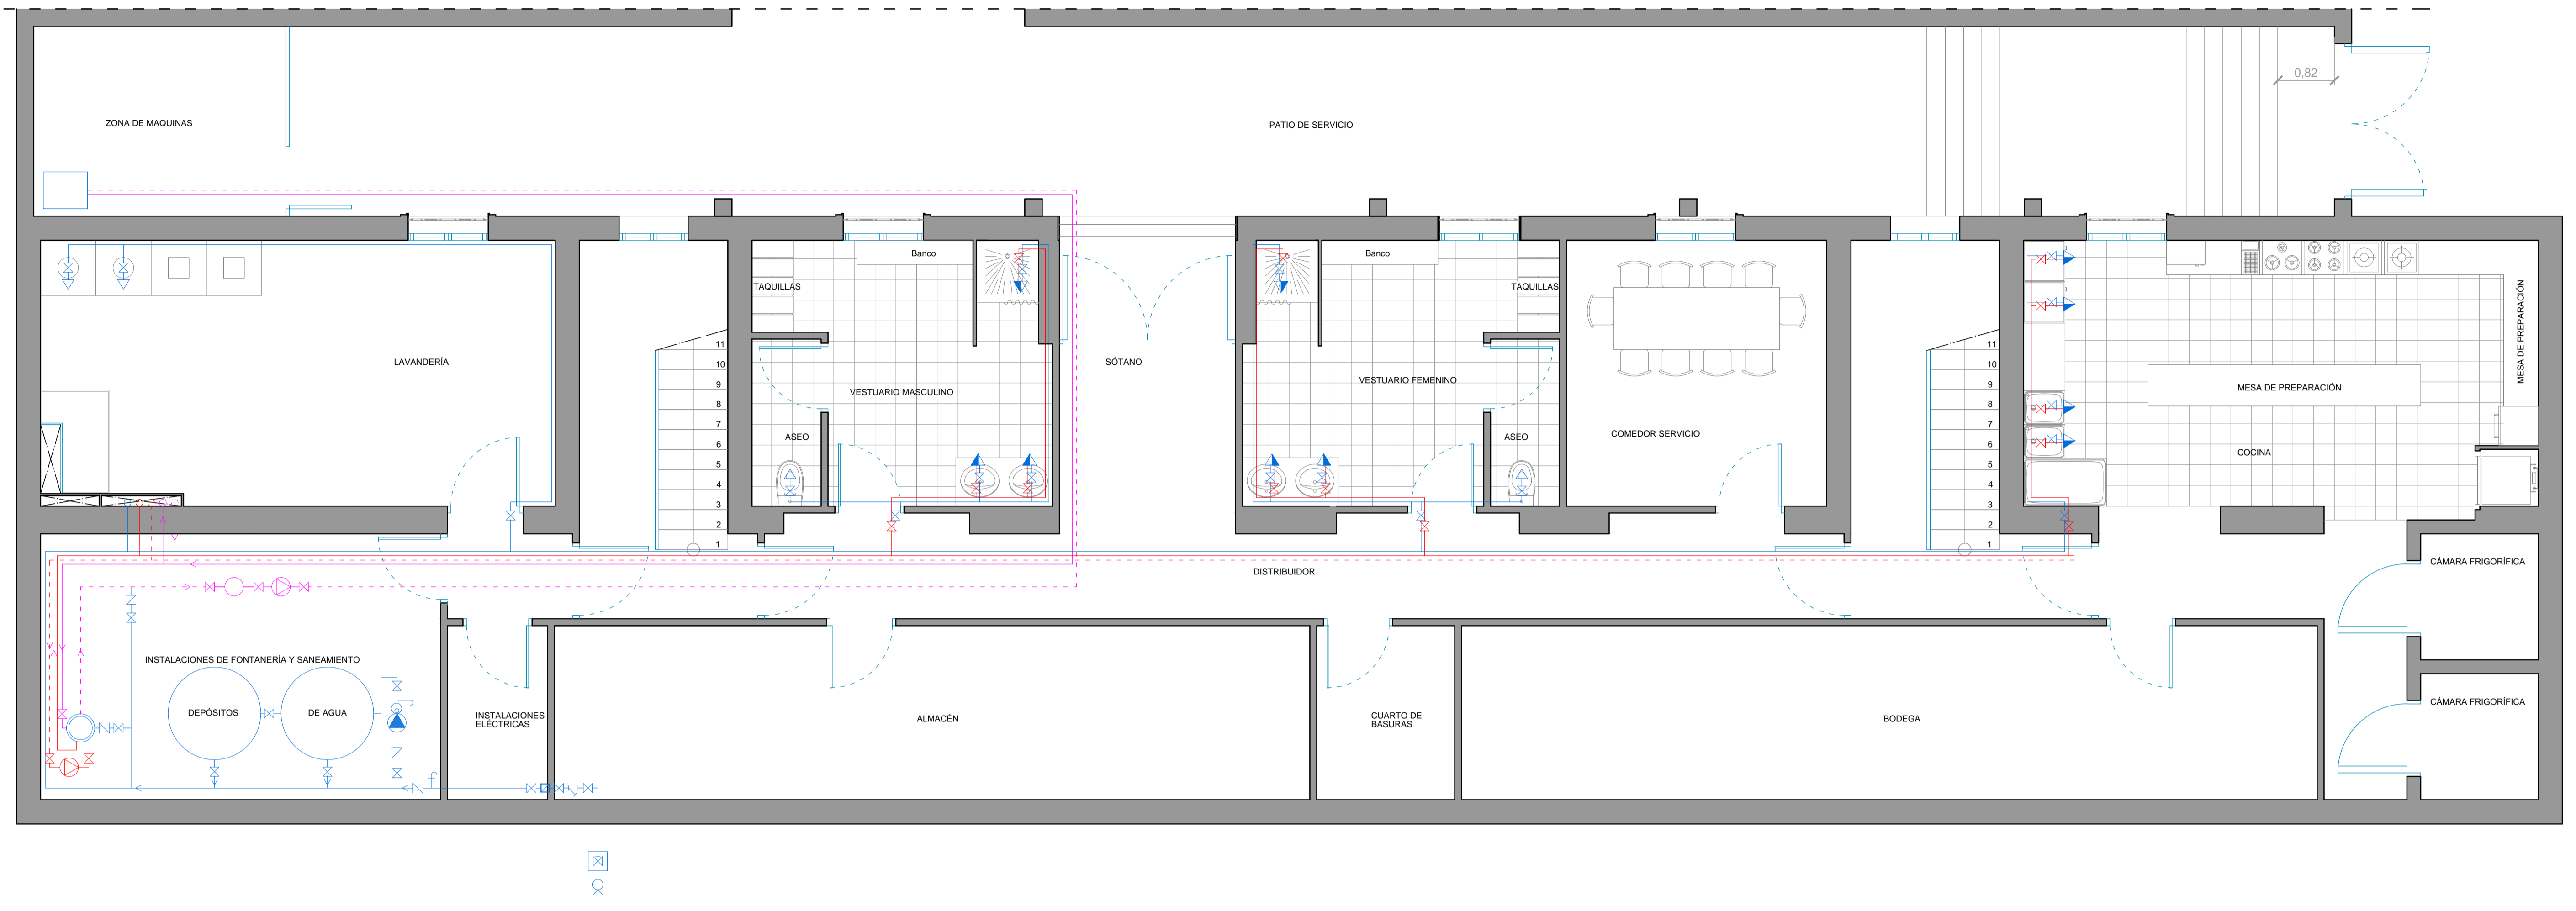 0,82
ZONA DE MAQUINAS
PATIO DE SERVICIO
Banco
Banco
TAQUILLAS
TAQUILLAS
MESA DE PREPARACIÓN
LAVANDERÍA
11
10
9
8
7
6
5
4
3
2
1
SÓTANO
VESTUARIO MASCULINO
VESTUARIO FEMENINO
11
10
9
8
7
6
5
4
3
2
1
MESA DE PREPARACIÓN
ASEO
ASEO
COMEDOR SERVICIO
COCINA
DISTRIBUIDOR
CÁMARA FRIGORÍFICA
INSTALACIONES DE FONTANERÍA Y SANEAMIENTO
DEPÓSITOS
DE AGUA
INSTALACIONES
ELÉCTRICAS
ALMACÉN
CUARTO DE
BASURAS
BODEGA
CÁMARA FRIGORÍFICA